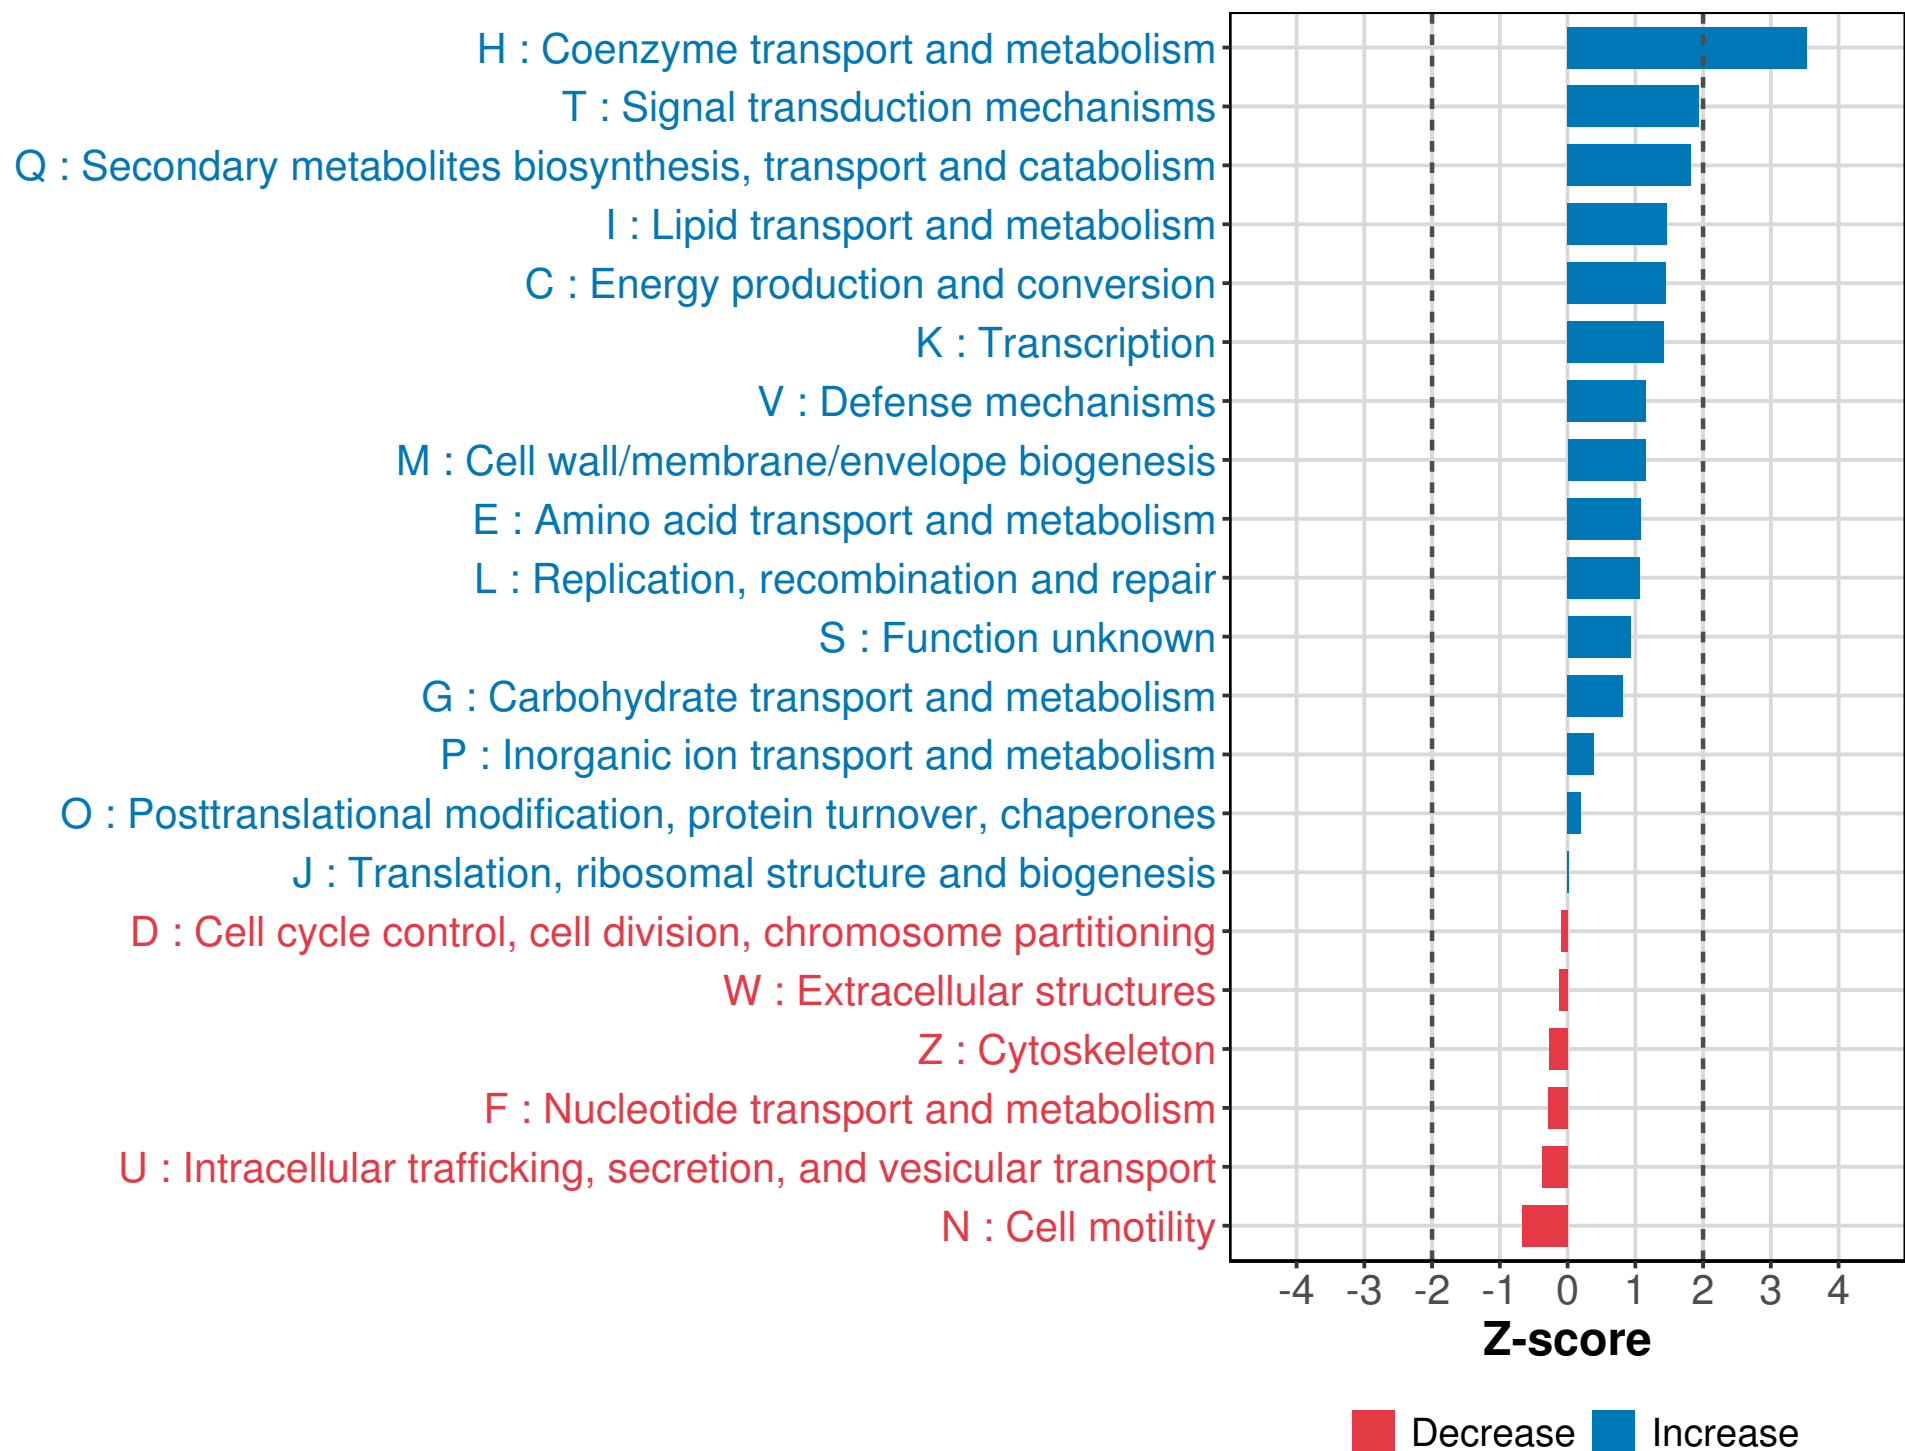 H : Coenzyme transport and metabolism
T : Signal transduction mechanisms
Q : Secondary metabolites biosynthesis, transport and catabolism
I : Lipid transport and metabolism
C : Energy production and conversion
K : Transcription
V : Defense mechanisms
M : Cell wall/membrane/envelope biogenesis
E : Amino acid transport and metabolism
L : Replication, recombination and repair
S : Function unknown
G : Carbohydrate transport and metabolism
P : Inorganic ion transport and metabolism
O : Posttranslational modification, protein turnover, chaperones
J : Translation, ribosomal structure and biogenesis
D : Cell cycle control, cell division, chromosome partitioning
W : Extracellular structures
Z : Cytoskeleton
F : Nucleotide transport and metabolism
U : Intracellular trafficking, secretion, and vesicular transport
N : Cell motility
-4 -3 -2 -1 0 1 2 3 4
Z-score
Decrease Increase